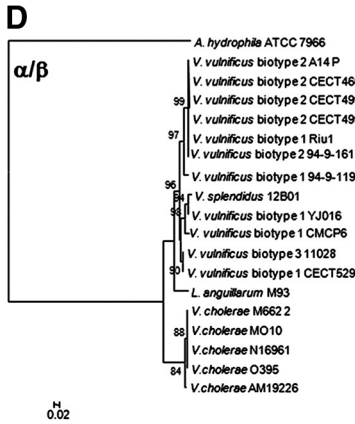 D
A. hydrophila ATCC 7966
α/β
V. vulnificus biotype 2 A14 P
V. vulnificus biotype 2 CECT46
V. vulnificus biotype 2 CECT49
99
V. vulnificus biotype 2 CECT49
V. vulnificus biotype 1 Riu1
97
V. vulnificus biotype 2 94-9-161
V. vulnificus biotype 1 94-9-119
96
V. splendidus 12B01
98
V. vulnificus biotype 1 YJ016
V. vulnificus biotype 1 CMCP6
V. vulnificus biotype 3 11028
90
V. vulnificus biotype 1 CECT529
L. anguillarum M93
V. cholerae M662 2
88
V. cholerae MO10
V. cholerae N16961
84
V. cholerae O395
V. cholerae AM19226
0.02